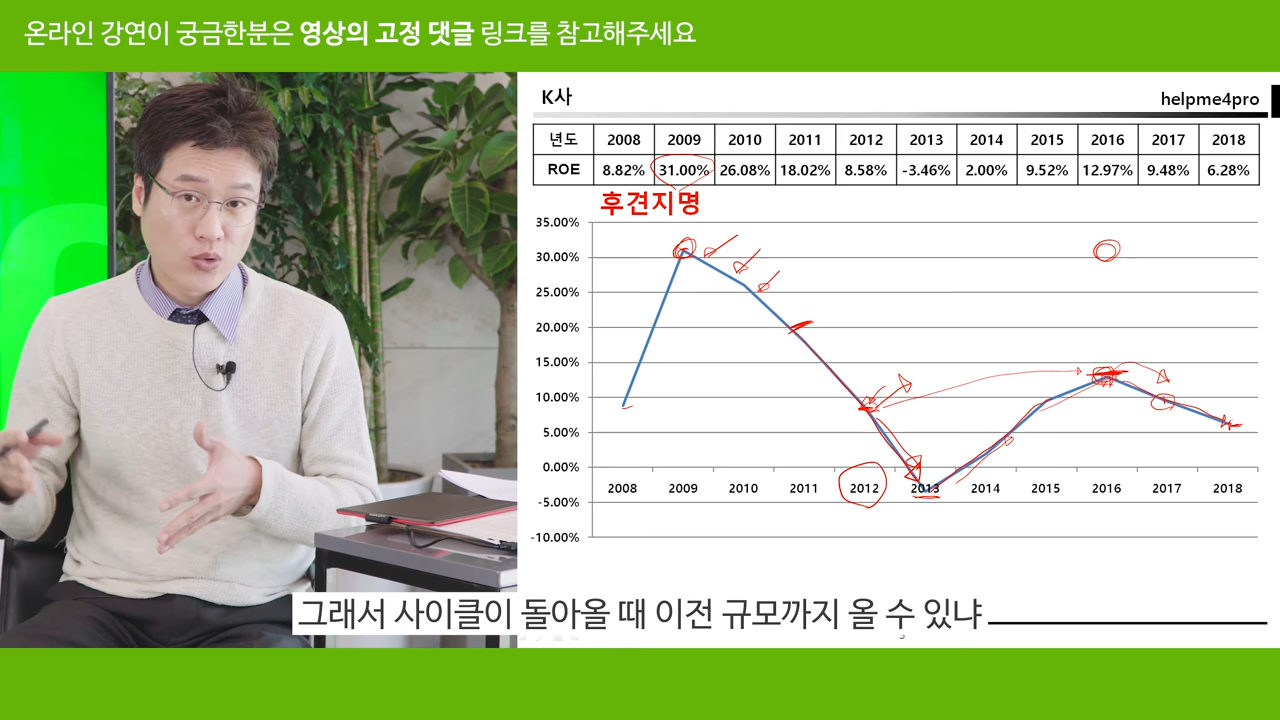 온라인 강연이 궁금한분은 영상의 고정 댓글 링크를 참고해주세요
K사
helpme4pro
년도 2008 2009 2010 2011 2012 2013 2014 2015 2016 2017 2018
ROE 8.82% 31.00% 26.08% 18.02% 8.58% -3.46% 2.00% 9.52% 12.97% 9.48% 6.28%
후견지명
35.00%
30.00%
25.00%
20.00%
15.00%
10.00%
5.00%
0.00%
2008 2009 2010 2011 2012 2013 2014 2015 2016 2017 2018
-5.00%
-10.00%
그래서 사이클이 돌아올 때 이전 규모까지 올 수 있냐